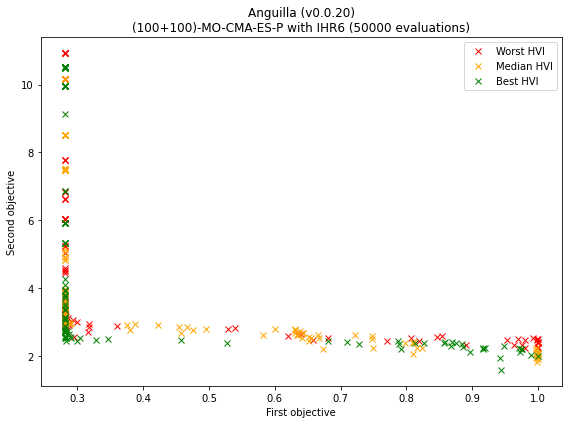 Anguilla (v0.0.20)
(100+100)-MO-CMA-ES-P with IHR6 (50000 evaluations)
Worst HVI
Median HVI
Best HVI
Second objective
10
8
6
4
2
0.3 0.4 0.5 0.6 0.7 0.8 0.9 1.0
First objective